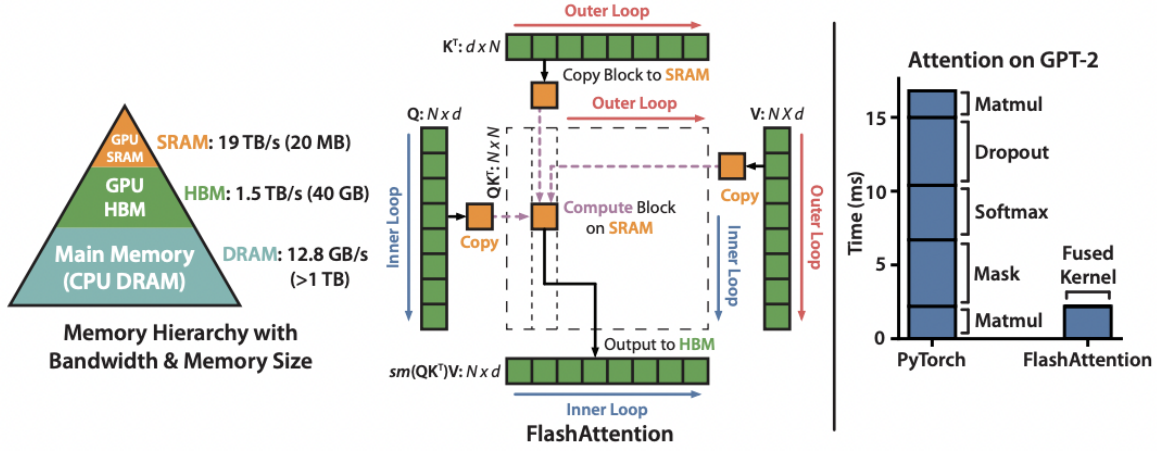 GPU
SRAM
SRAM: 19 TB/s (20 MB)
GPU
HBM
HBM: 1.5 TB/s (40 GB)
Main Memory
(CPU DRAM)
DRAM: 12.8 GB/s
(>1 TB)
Memory Hierarchy with
Bandwidth & Memory Size
Outer Loop
Kᵀ: d x N
Copy Block to SRAM
Outer Loop
Q: N x d
V: N X d
QKᵀ: N x N
Copy
Inner Loop
Copy
Compute Block
on SRAM
Inner Loop
Outer Loop
Output to HBM
sm(QKᵀ)V: N x d
Inner Loop
FlashAttention
Attention on GPT-2
Time (ms)
15
10
5
0
Matmul
Dropout
Softmax
Mask
Matmul
Fused
Kernel
PyTorch
FlashAttention